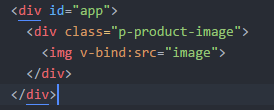 <div id="app">
  <div class="p-product-image">
    <img v-bind:src="image">
  </div>
</div>